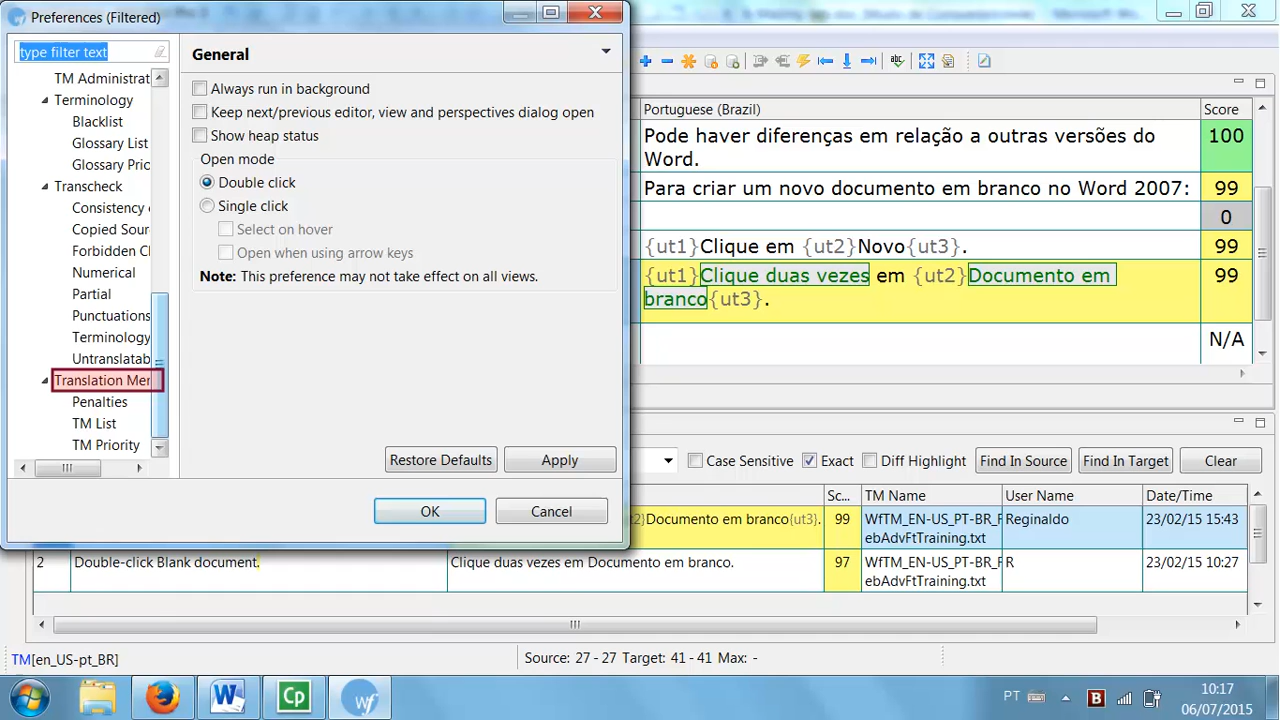 Preferences (Filtered)
type filter text
TM Administrat
Terminology
Blacklist
Glossary List
Glossary Pric
Transcheck
Consistency
Copied Sour
Forbidden Cl
Numerical
Partial
Punctuations
Terminology
Untranslatab
Translation Mer
Penalties
TM List
TM Priority
General
Always run in background
Keep next/previous editor, view and perspectives dialog open
Show heap status
Open mode
Double click
Single click
Select on hover
Open when using arrow keys
Note: This preference may not take effect on all views.
Restore Defaults
Apply
OK
Cancel
Portuguese (Brazil)
Score
Pode haver diferenças em relação a outras versões do
Word.
100
Para criar um novo documento em branco no Word 2007:
99
0
{ut1}Clique em {ut2}Novo{ut3}.
99
{ut1}Clique duas vezes em {ut2}Documento em
branco{ut3}.
99
N/A
Case Sensitive
Exact
Diff Highlight
Find In Source
Find In Target
Clear
Sc...
TM Name
User Name
Date/Time
ut2}Documento em branco{ut3}.
99
WfTM_EN-US_PT-BR_F
ebAdvFtTraining.txt
Reginaldo
23/02/15 15:43
2
Double-click Blank document.
Clique duas vezes em Documento em branco.
97
WfTM_EN-US_PT-BR_F
ebAdvFtTraining.txt
R
23/02/15 10:27
TM[en_US-pt_BR]
Source: 27 - 27 Target: 41 - 41 Max: -
PT
10:17
06/07/2015